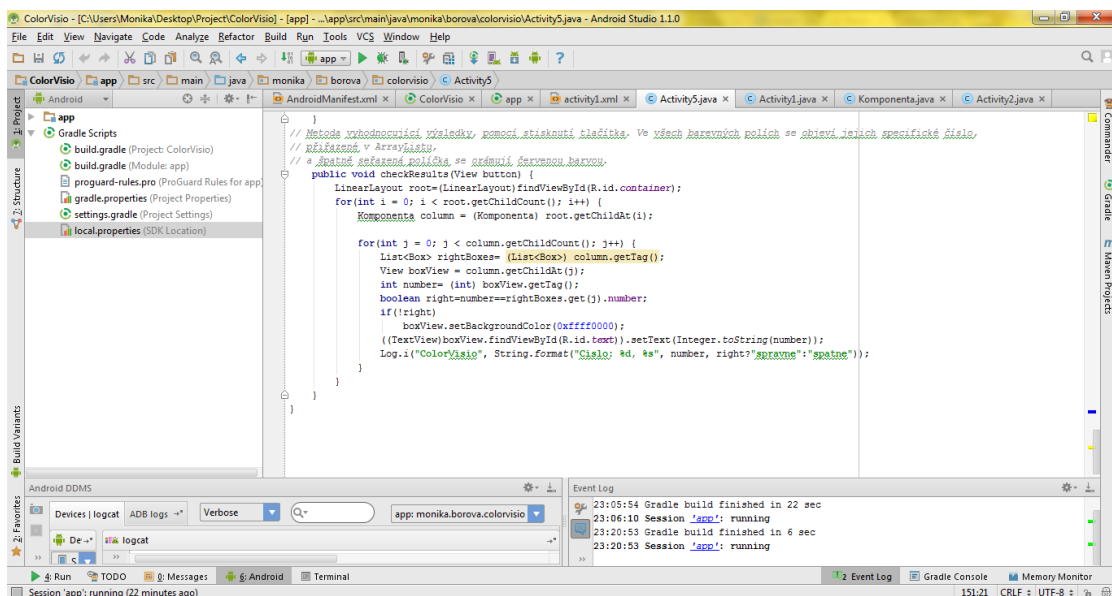 ColorVisio - [C:\Users\Monika\Desktop\Project\ColorVisio] - [app] - ...\app\src\main\java\monika\borova\colorvisio\Activity5.java - Android Studio 1.1.0
File Edit View Navigate Code Analyze Refactor Build Run Tools VCS Window Help
app
ColorVisio app src main java monika borova colorvisio Activity5
Android
AndroidManifest.xml ColorVisio app activity1.xml Activity5.java Activity1.java Komponenta.java Activity2.java
1: Project
7: Structure
Build Variants
2: Favorites
app
Gradle Scripts
build.gradle (Project: ColorVisio)
build.gradle (Module: app)
proguard-rules.pro (ProGuard Rules for app)
gradle.properties (Project Properties)
settings.gradle (Project Settings)
local.properties (SDK Location)
}
// Metoda vyhodnocující výsledky, pomocí stisknutí tlačítka. Ve všech barevných polích se objeví jejich specifické číslo,
// přiřazené v ArrayListu,
// a špatně seřazená políčka se orámují červenou barvou.
public void checkResults(View button) {
LinearLayout root=(LinearLayout)findViewById(R.id.container);
for(int i = 0; i < root.getChildCount(); i++) {
Komponenta column = (Komponenta) root.getChildAt(i);
for(int j = 0; j < column.getChildCount(); j++) {
List<Box> rightBoxes= (List<Box>) column.getTag();
View boxView = column.getChildAt(j);
int number= (int) boxView.getTag();
boolean right=number==rightBoxes.get(j).number;
if(!right)
boxView.setBackgroundColor(0xffff0000);
((TextView)boxView.findViewById(R.id.text)).setText(Integer.toString(number));
Log.i("ColorVisio", String.format("Cislo: %d, %s", number, right?"spravne":"spatne"));
}
}
}
}
Commander
Gradle
Maven Projects
Android DDMS
Devices | logcat ADB logs Verbose app: monika.borova.colorvisio
De logcat
S
Event Log
23:05:54 Gradle build finished in 22 sec
23:06:10 Session 'app': running
23:20:53 Gradle build finished in 6 sec
23:20:53 Session 'app': running
4: Run TODO 0: Messages 6: Android Terminal 2 Event Log Gradle Console Memory Monitor
Session 'app': running (22 minutes ago) 151:21 CRLF UTF-8